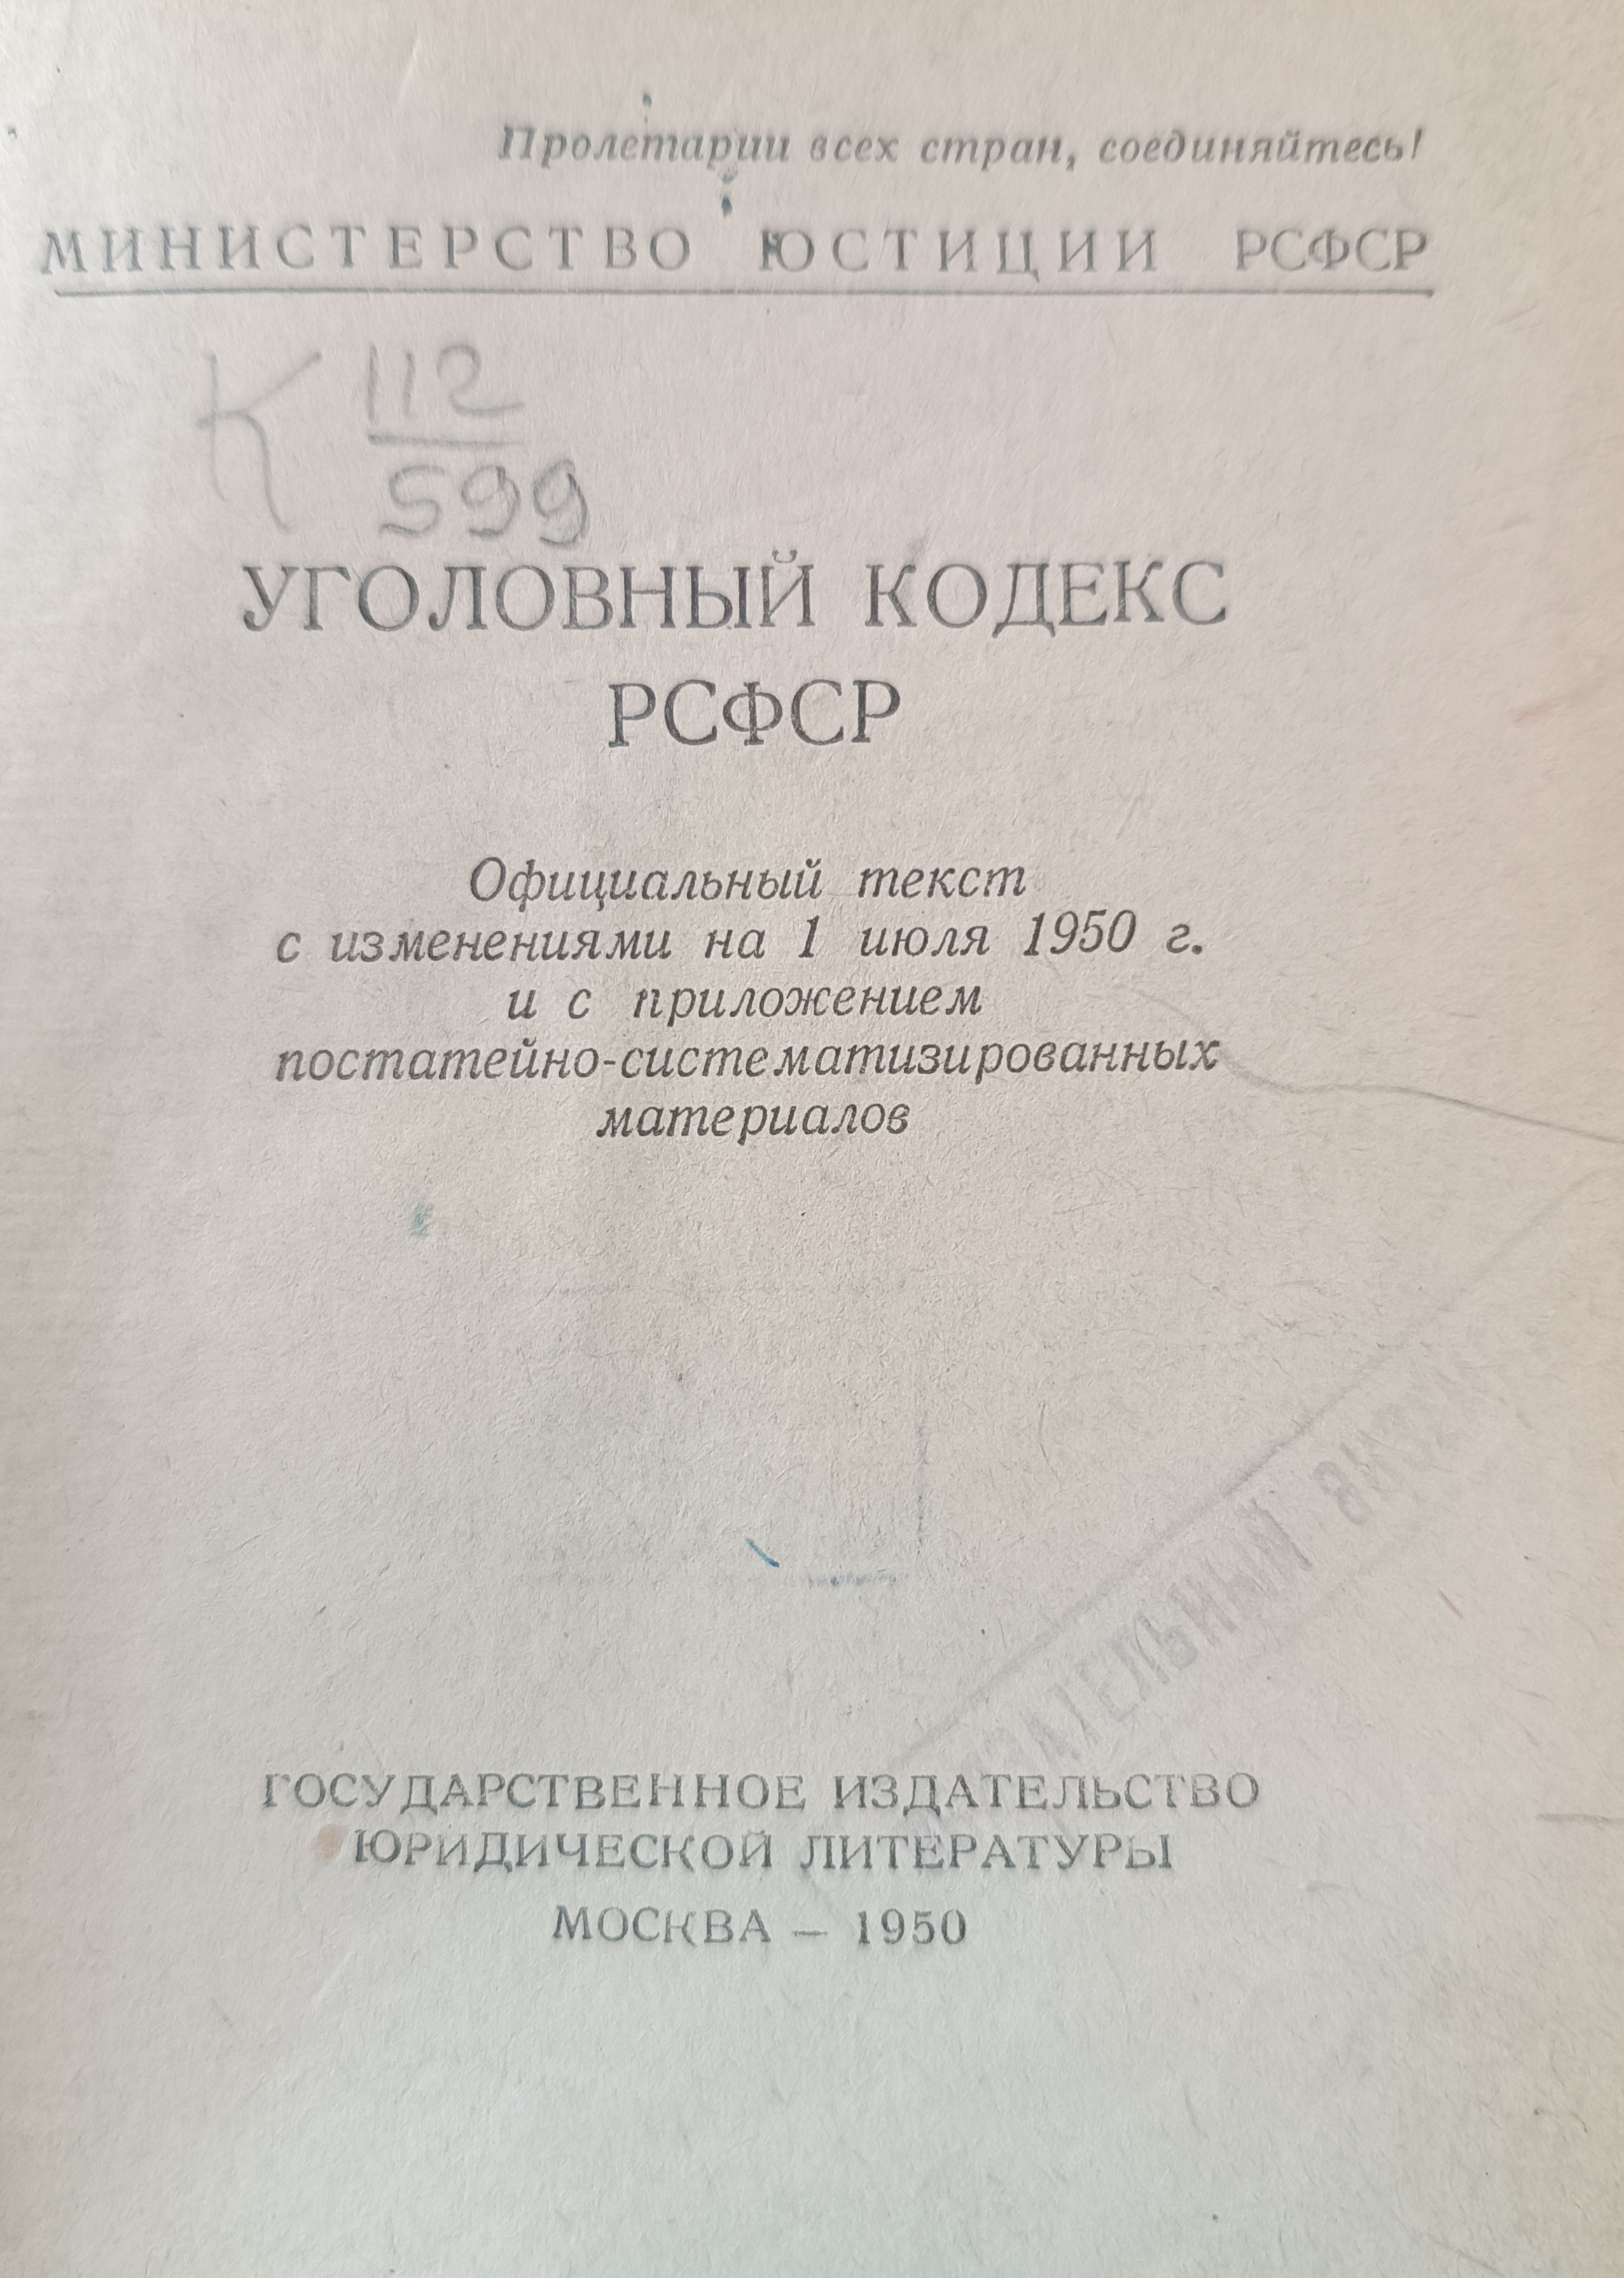 Пролетарии всех стран, соединяйтесь!
МИНИСТЕРСТВО ЮСТИЦИИ РСФСР
К 112
599
УГОЛОВНЫЙ КОДЕКС
РСФСР
Официальный текст
с изменениями на 1 июля 1950 г.
и с приложением
постатейно-систематизированных
материалов
ГОСУДАРСТВЕННОЕ ИЗДАТЕЛЬСТВО
ЮРИДИЧЕСКОЙ ЛИТЕРАТУРЫ
МОСКВА — 1950